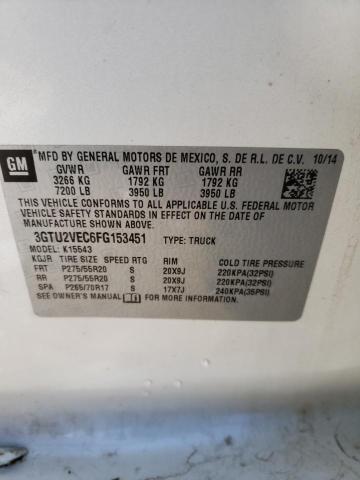 GM
MFD BY GENERAL MOTORS DE MEXICO, S. DE R.L. DE C.V. 10/14
GVWR GAWR FRT GAWR RR
3266 KG 1792 KG 1792 KG
7200 LB 3950 LB 3950 LB
THIS VEHICLE CONFORMS TO ALL APPLICABLE U.S. FEDERAL MOTOR
VEHICLE SAFETY STANDARDS IN EFFECT ON THE DATE OF
MANUFACTURE SHOWN ABOVE.
3GTU2VEC6FG153451 TYPE: TRUCK
MODEL: K15543
KGJR TIRE SIZE SPEED RTG RIM COLD TIRE PRESSURE
FRT P275/55R20 S 20X9J 220KPA(32PSI)
RR P275/55R20 S 20X9J 220KPA(32PSI)
SPA P265/70R17 S 17X7J 240KPA(35PSI)
SEE OWNER'S MANUAL FOR ADDITIONAL INFORMATION.